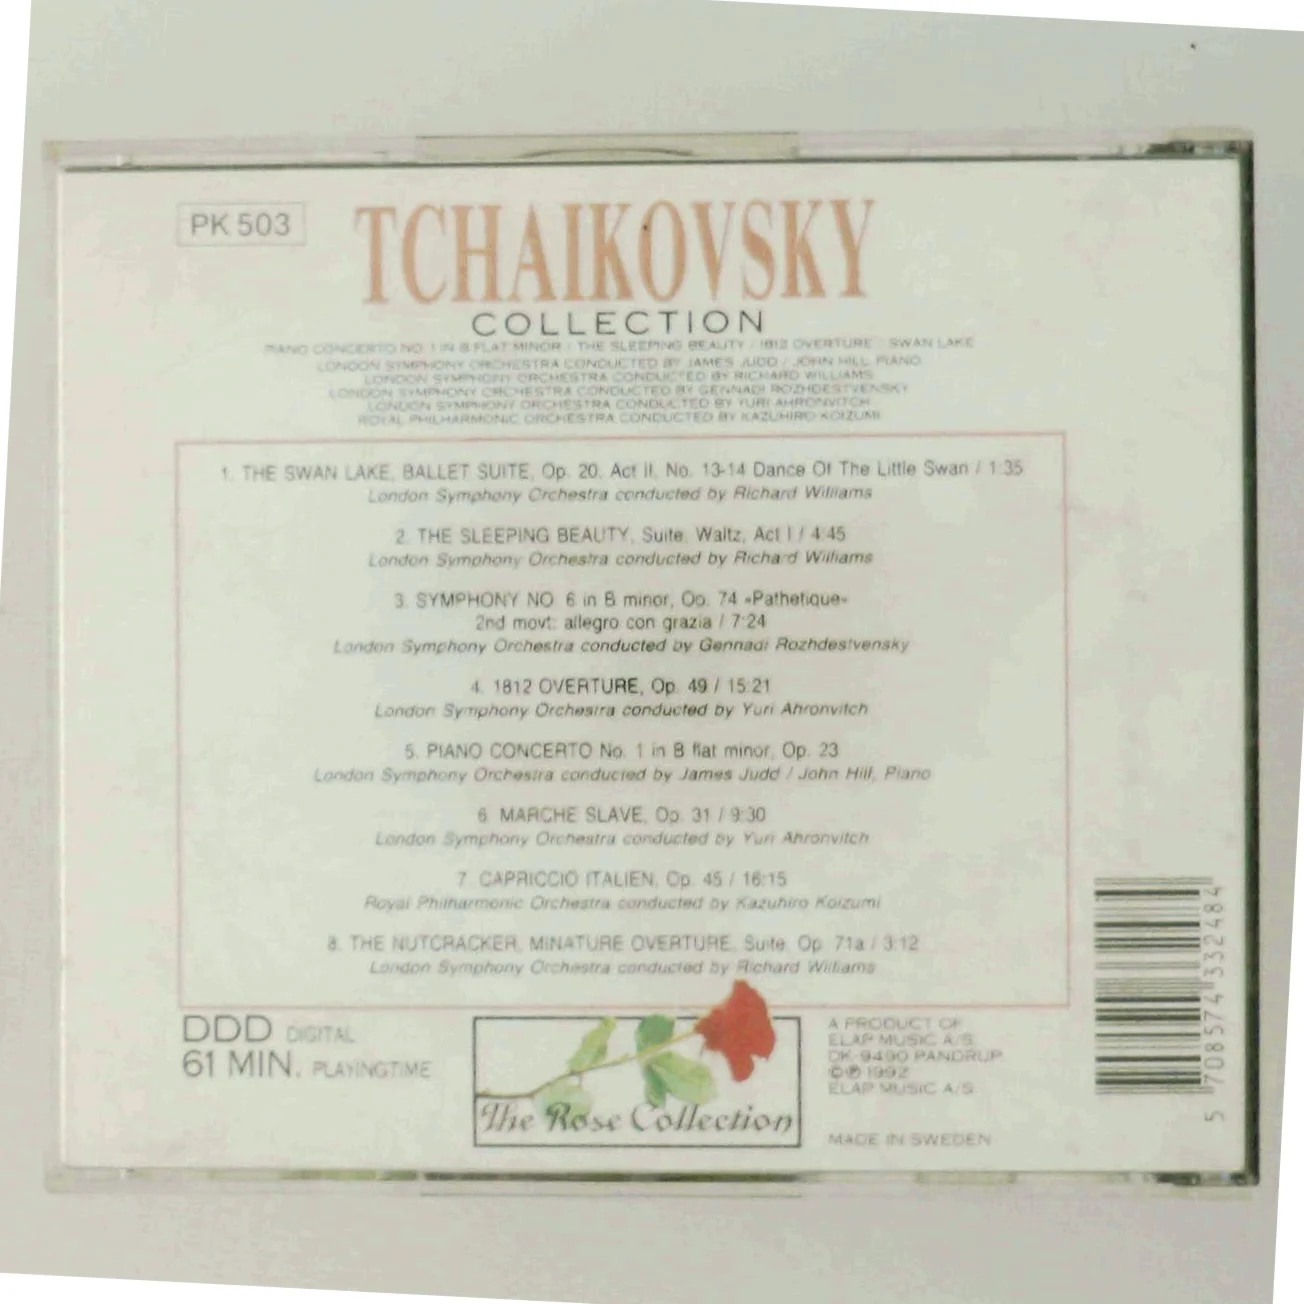 PK 503
TCHAIKOVSKY
COLLECTION
PIANO CONCERTO NO. 1 IN B FLAT MINOR / THE SLEEPING BEAUTY / 1812 OVERTURE / SWAN LAKE
LONDON SYMPHONY ORCHESTRA CONDUCTED BY JAMES JUDD / JOHN HILL PIANO
LONDON SYMPHONY ORCHESTRA CONDUCTED BY RICHARD WILLIAMS
LONDON SYMPHONY ORCHESTRA CONDUCTED BY GENNADI ROZHDESTVENSKY
LONDON SYMPHONY ORCHESTRA CONDUCTED BY YURI AHRONVITCH
ROYAL PHILHARMONIC ORCHESTRA CONDUCTED BY KAZUHIRO KOIZUMI
1. THE SWAN LAKE, BALLET SUITE, Op. 20. Act II, No. 13-14 Dance Of The Little Swan / 1:35
London Symphony Orchestra conducted by Richard Williams
2. THE SLEEPING BEAUTY, Suite, Waltz, Act I / 4:45
London Symphony Orchestra conducted by Richard Williams
3. SYMPHONY NO. 6 in B minor, Op. 74 »Pathetique«
2nd movt: allegro con grazia / 7:24
London Symphony Orchestra conducted by Gennadi Rozhdestvensky
4. 1812 OVERTURE, Op. 49 / 15:21
London Symphony Orchestra conducted by Yuri Ahronvitch
5. PIANO CONCERTO No. 1 in B flat minor, Op. 23
London Symphony Orchestra conducted by James Judd / John Hill, Piano
6. MARCHE SLAVE, Op. 31 / 9:30
London Symphony Orchestra conducted by Yuri Ahronvitch
7. CAPRICCIO ITALIEN, Op. 45 / 16:15
Royal Philharmonic Orchestra conducted by Kazuhiro Koizumi
8. THE NUTCRACKER, MINATURE OVERTURE, Suite, Op. 71a / 3:12
London Symphony Orchestra conducted by Richard Williams
DDD DIGITAL
61 MIN. PLAYINGTIME
The Rose Collection
A PRODUCT OF
ELAP MUSIC A/S
DK-9490 PANDRUP
©℗ 1992
ELAP MUSIC A/S
MADE IN SWEDEN
5 708574 332484